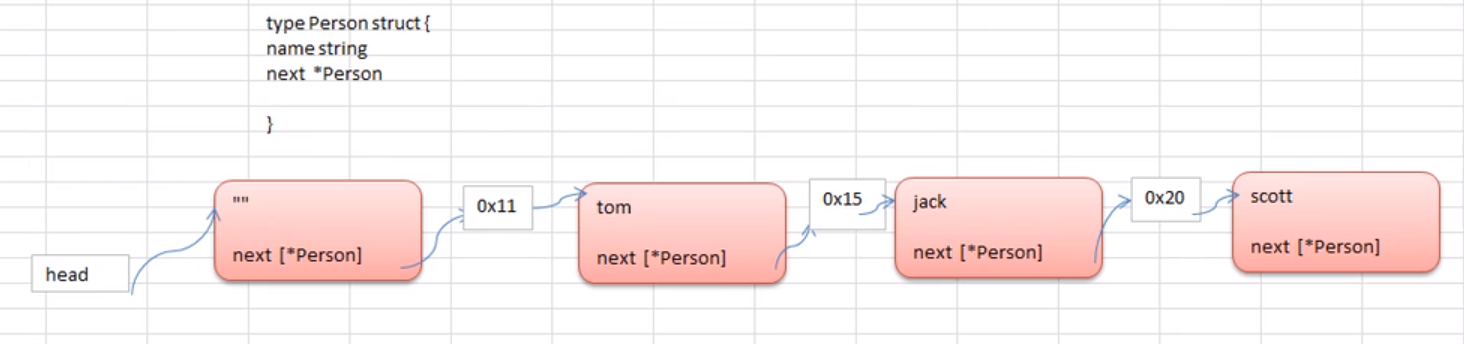 type Person struct {
name string
next *Person
}
head
""
next [*Person]
0x11
tom
next [*Person]
0x15
jack
next [*Person]
0x20
scott
next [*Person]